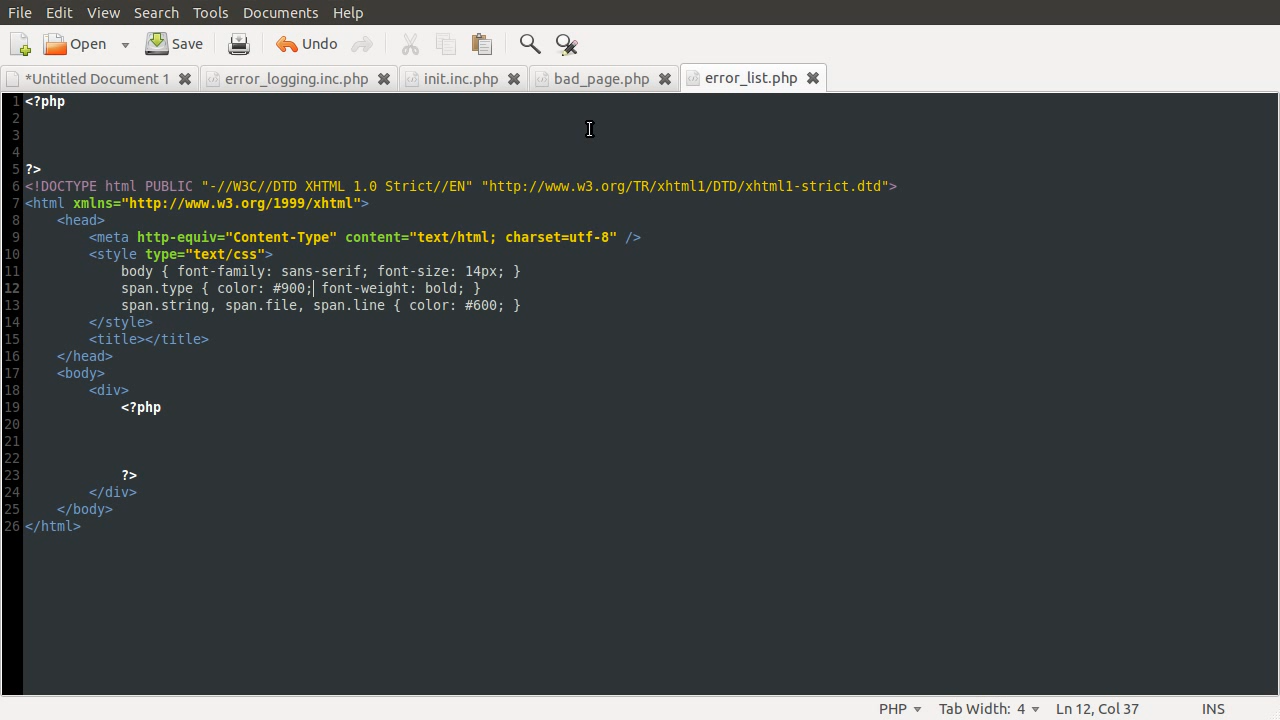 File Edit View Search Tools Documents Help
Open Save Undo
*Untitled Document 1 error_logging.inc.php init.inc.php bad_page.php error_list.php
1 <?php
2
3
4
5 ?>
6 <!DOCTYPE html PUBLIC "-//W3C//DTD XHTML 1.0 Strict//EN" "http://www.w3.org/TR/xhtml1/DTD/xhtml1-strict.dtd">
7 <html xmlns="http://www.w3.org/1999/xhtml">
8     <head>
9         <meta http-equiv="Content-Type" content="text/html; charset=utf-8" />
10         <style type="text/css">
11             body { font-family: sans-serif; font-size: 14px; }
12             span.type { color: #900; font-weight: bold; }
13             span.string, span.file, span.line { color: #600; }
14         </style>
15         <title></title>
16     </head>
17     <body>
18         <div>
19             <?php
20
21
22
23             ?>
24         </div>
25     </body>
26 </html>
PHP Tab Width: 4 Ln 12, Col 37 INS